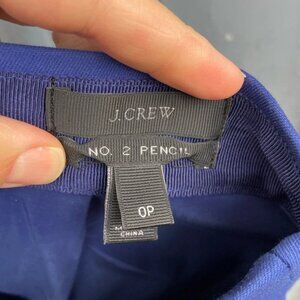 J.CREW
NO. 2 PENCIL
0P
CHINA